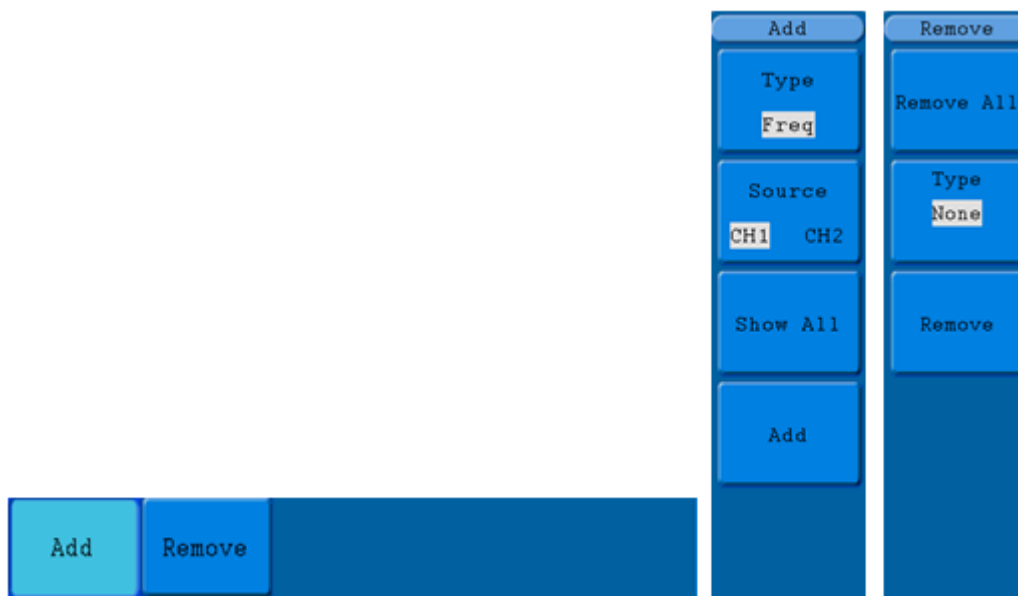 Add
Type
Freq
Source
CH1 CH2
Show All
Add
Remove
Remove All
Type
None
Remove
Add Remove